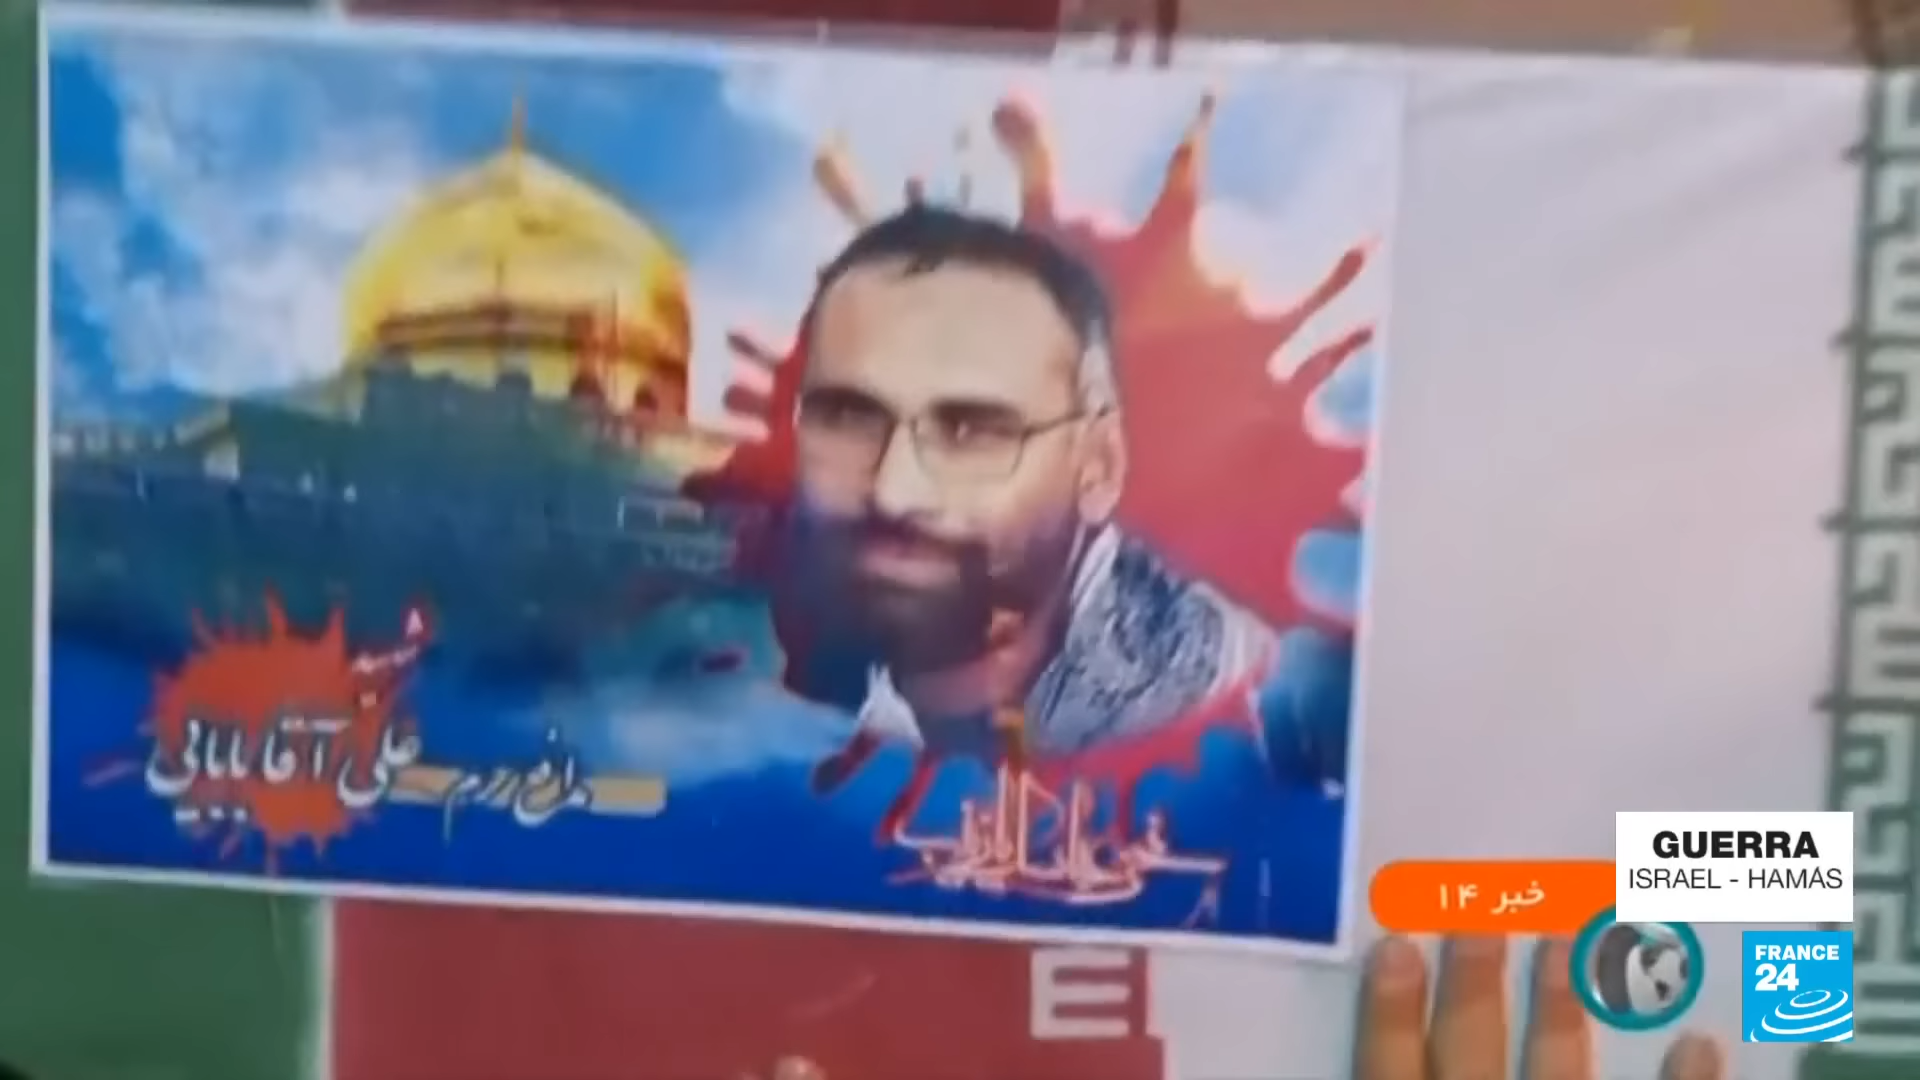 شهید
علی آقابابایی
مدافع حرم
خبر ۱۴
GUERRA
ISRAEL - HAMÁS
FRANCE
24